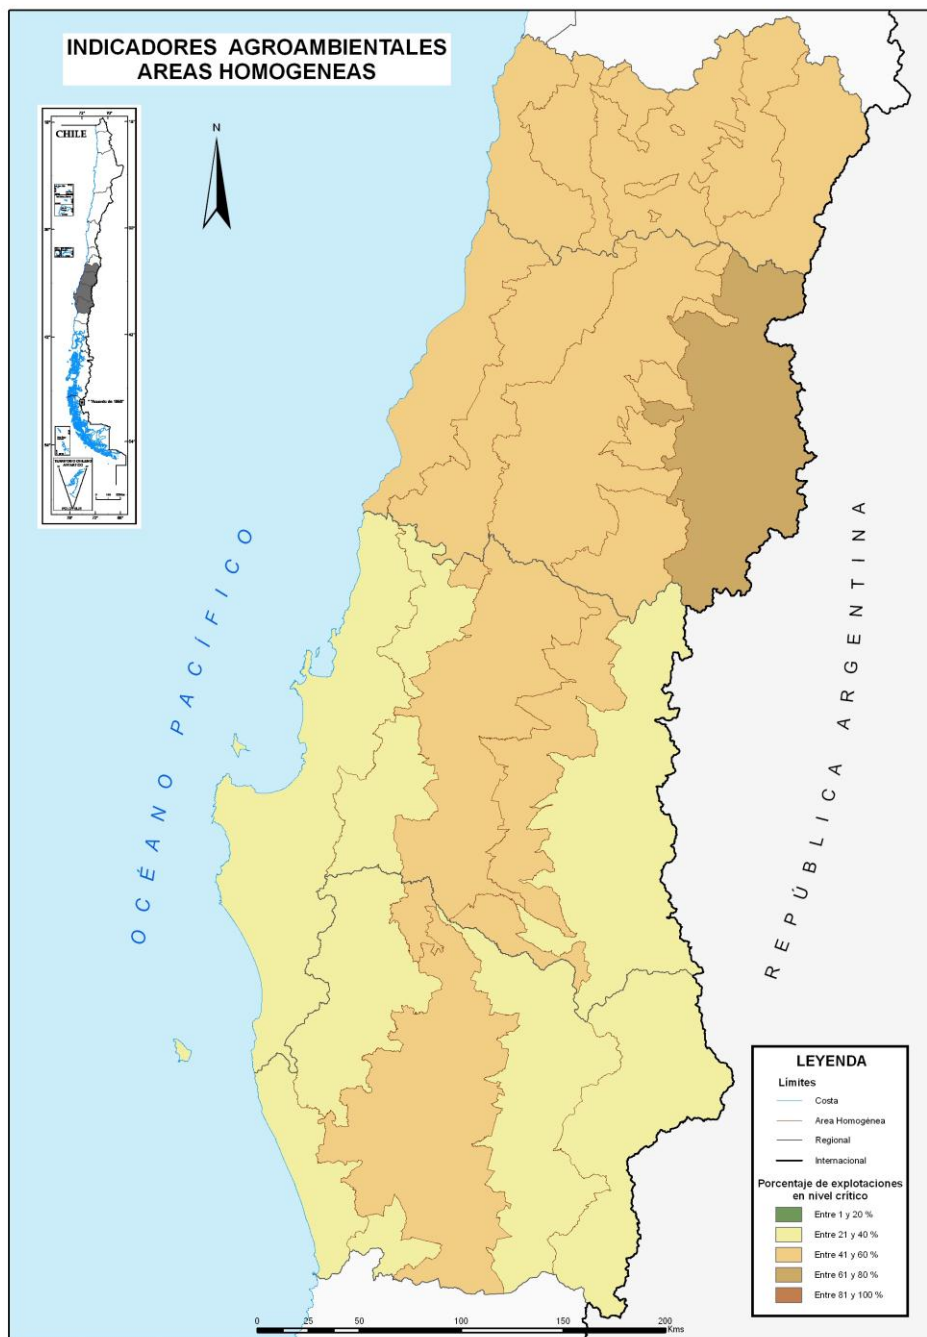 INDICADORES AGROAMBIENTALES
AREAS HOMOGENEAS
CHILE
N
OCÉANO PACÍFICO
REPÚBLICA ARGENTINA
LEYENDA
Límites
Costa
Area Homogénea
Regional
Internacional
Porcentaje de explotaciones
en nivel crítico
Entre 1 y 20 %
Entre 21 y 40 %
Entre 41 y 60 %
Entre 61 y 80 %
Entre 81 y 100 %
0 50 100 150 200
Kms